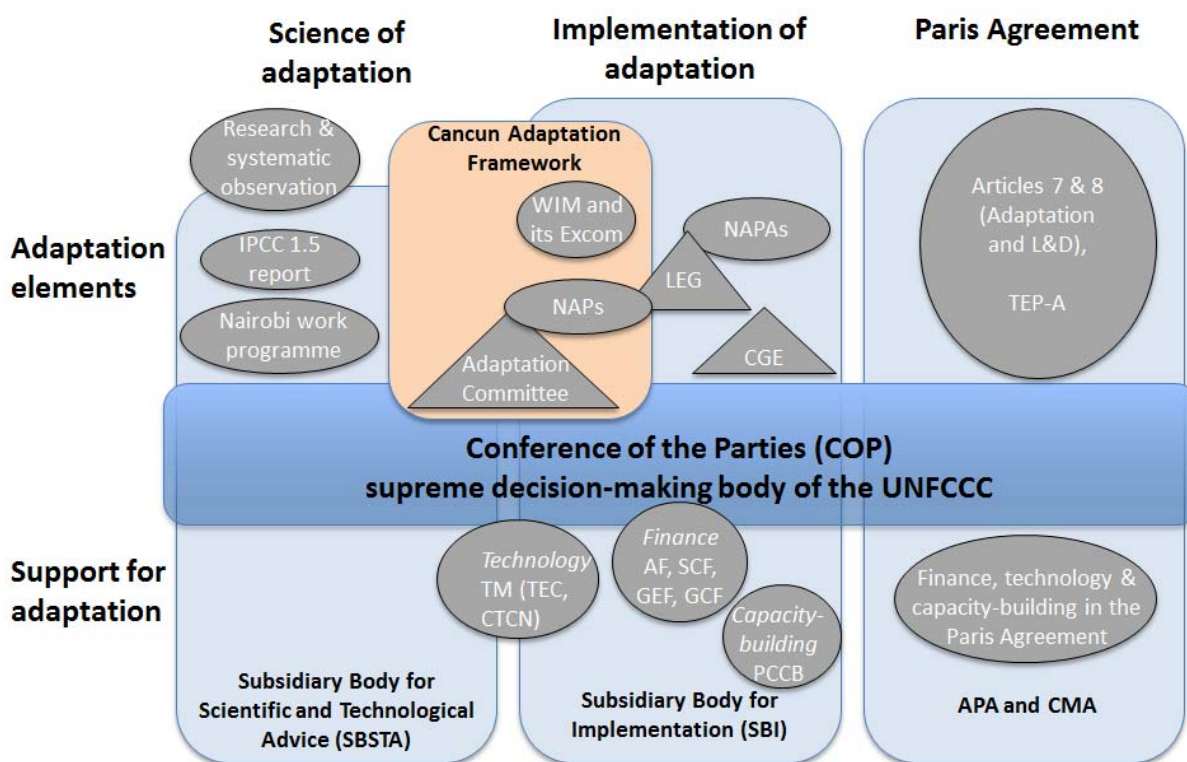 Science of
adaptation
Implementation of
adaptation
Paris Agreement
Adaptation
elements
Research &
systematic
observation
IPCC 1.5
report
Nairobi work
programme
Cancun Adaptation
Framework
WIM and
its Excom
NAPs
Adaptation
Committee
NAPAs
LEG
CGE
Articles 7 & 8
(Adaptation
and L&D),
TEP-A
Conference of the Parties (COP)
supreme decision-making body of the UNFCCC
Support for
adaptation
Technology
TM (TEC,
CTCN)
Finance
AF, SCF,
GEF, GCF
Capacity-
building
PCCB
Finance, technology &
capacity-building in the
Paris Agreement
Subsidiary Body for
Scientific and Technological
Advice (SBSTA)
Subsidiary Body for
Implementation (SBI)
APA and CMA